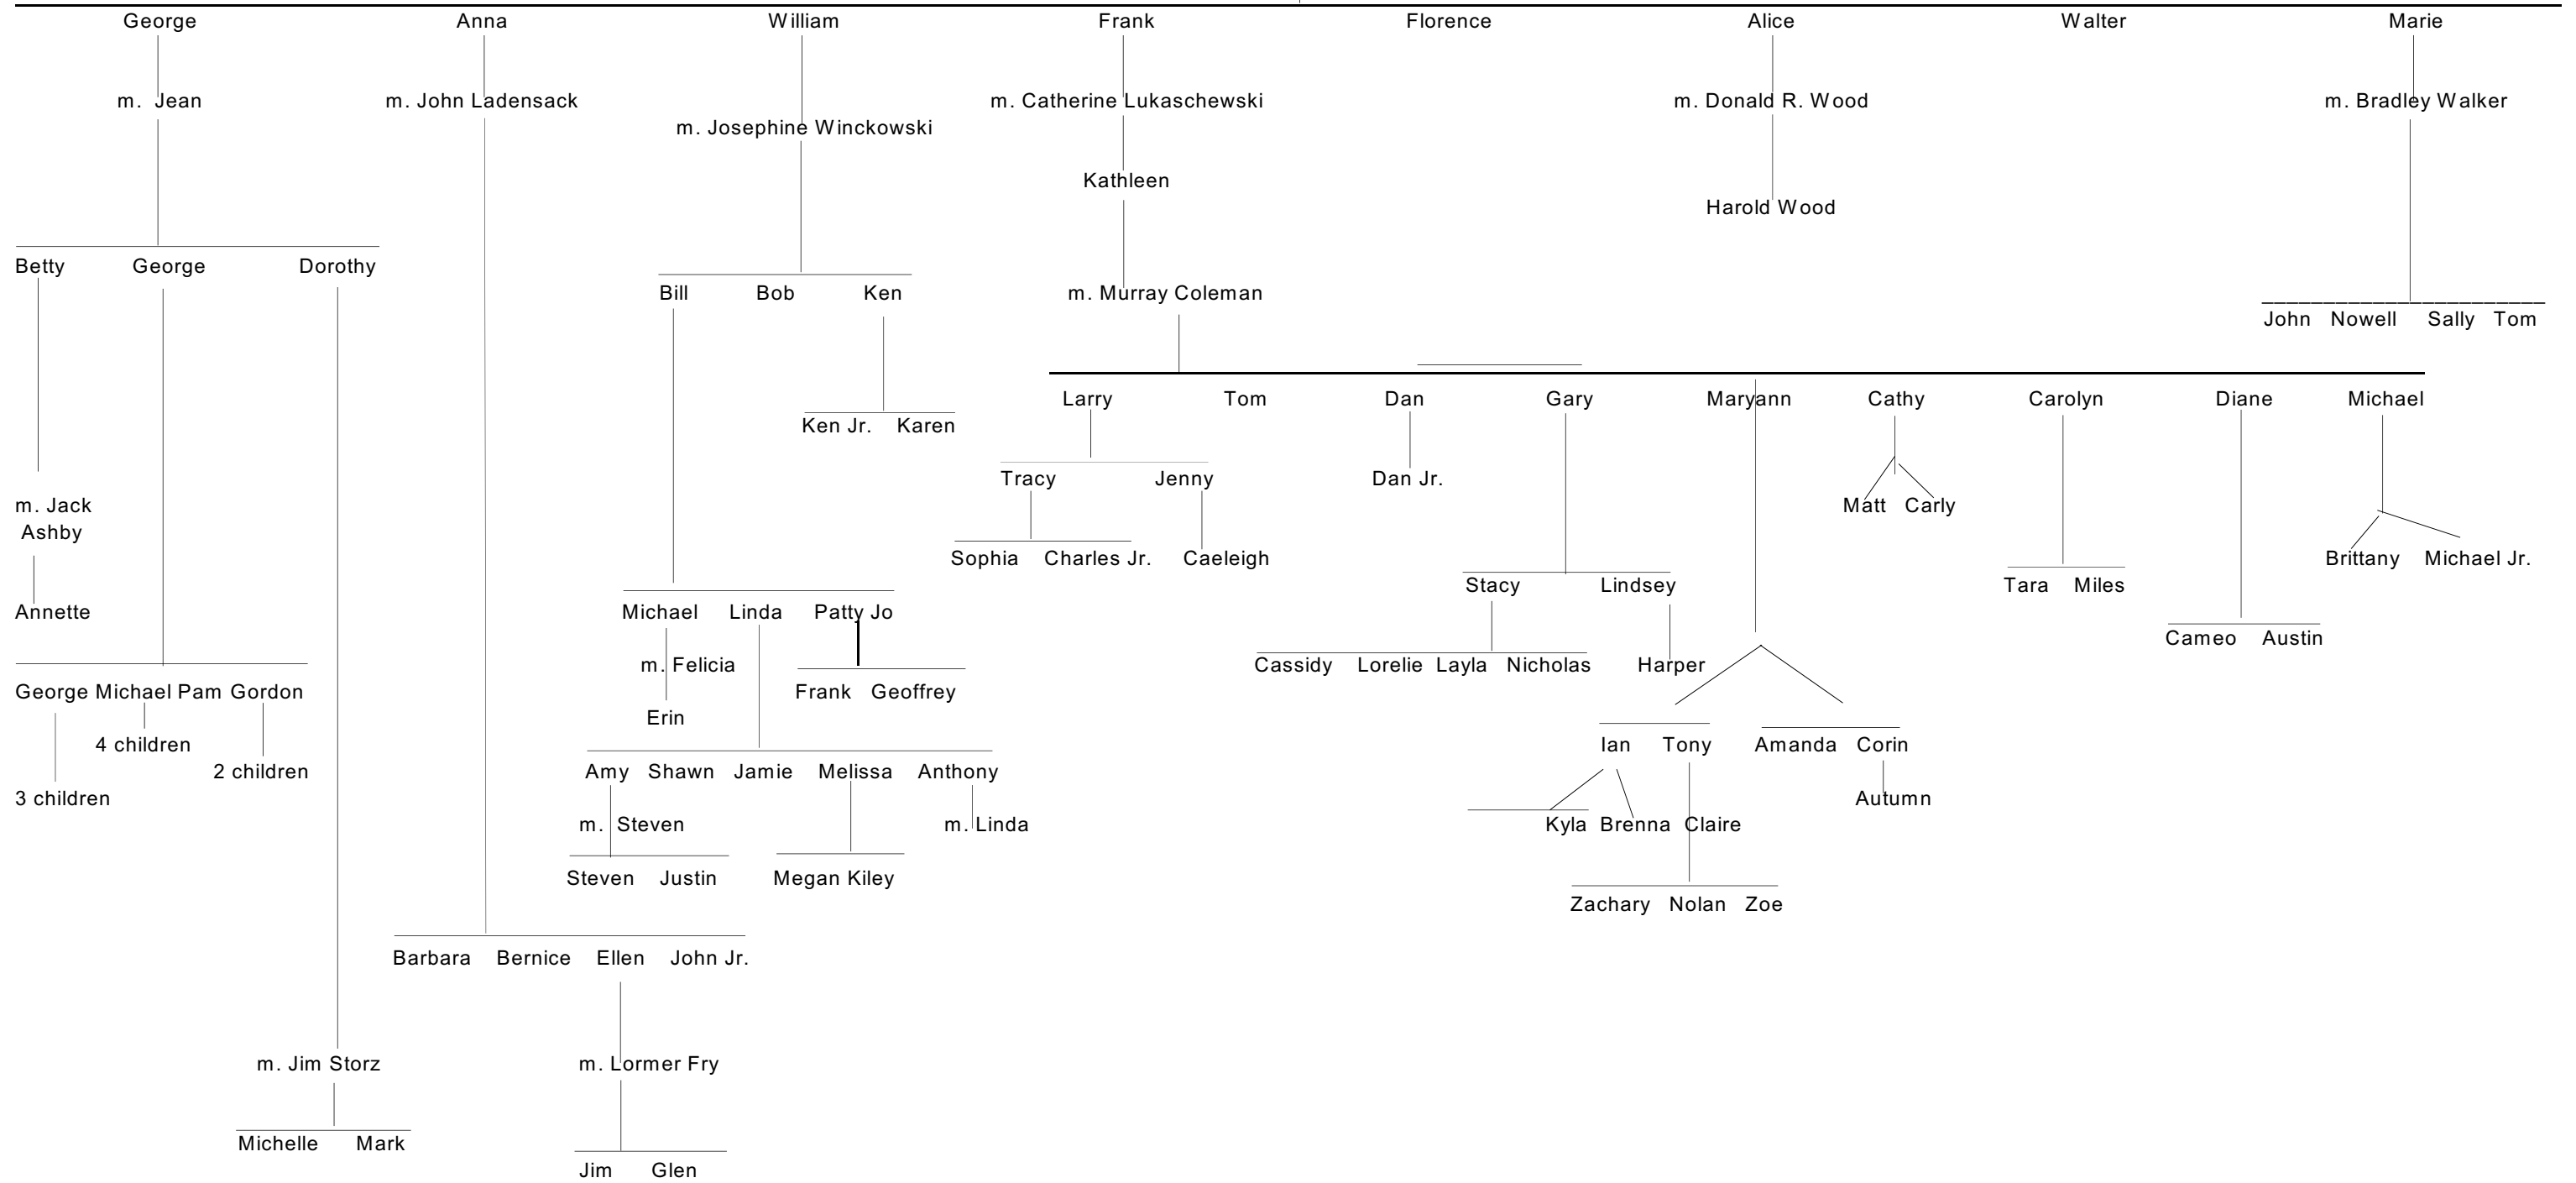 George Anna William Frank Florence Alice Walter Marie
m. Jean m. John Ladensack m. Catherine Lukaschewski m. Donald R. Wood m. Bradley Walker
m. Josephine Winckowski
Kathleen
Harold Wood
Betty George Dorothy
Bill Bob Ken m. Murray Coleman
John Nowell Sally Tom
Larry Tom Dan Gary Maryann Cathy Carolyn Diane Michael
Ken Jr. Karen
Tracy Jenny Dan Jr.
m. Jack Matt Carly
Ashby
Sophia Charles Jr. Caeleigh Brittany Michael Jr.
Stacy Lindsey Tara Miles
Annette Michael Linda Patty Jo
Cameo Austin
m. Felicia Cassidy Lorelie Layla Nicholas Harper
George Michael Pam Gordon Frank Geoffrey
Erin
4 children Ian Tony Amanda Corin
2 children Amy Shawn Jamie Melissa Anthony
3 children Autumn
m. Steven m. Linda Kyla Brenna Claire
Steven Justin Megan Kiley
Zachary Nolan Zoe
Barbara Bernice Ellen John Jr.
m. Jim Storz m. Lormer Fry
Michelle Mark
Jim Glen